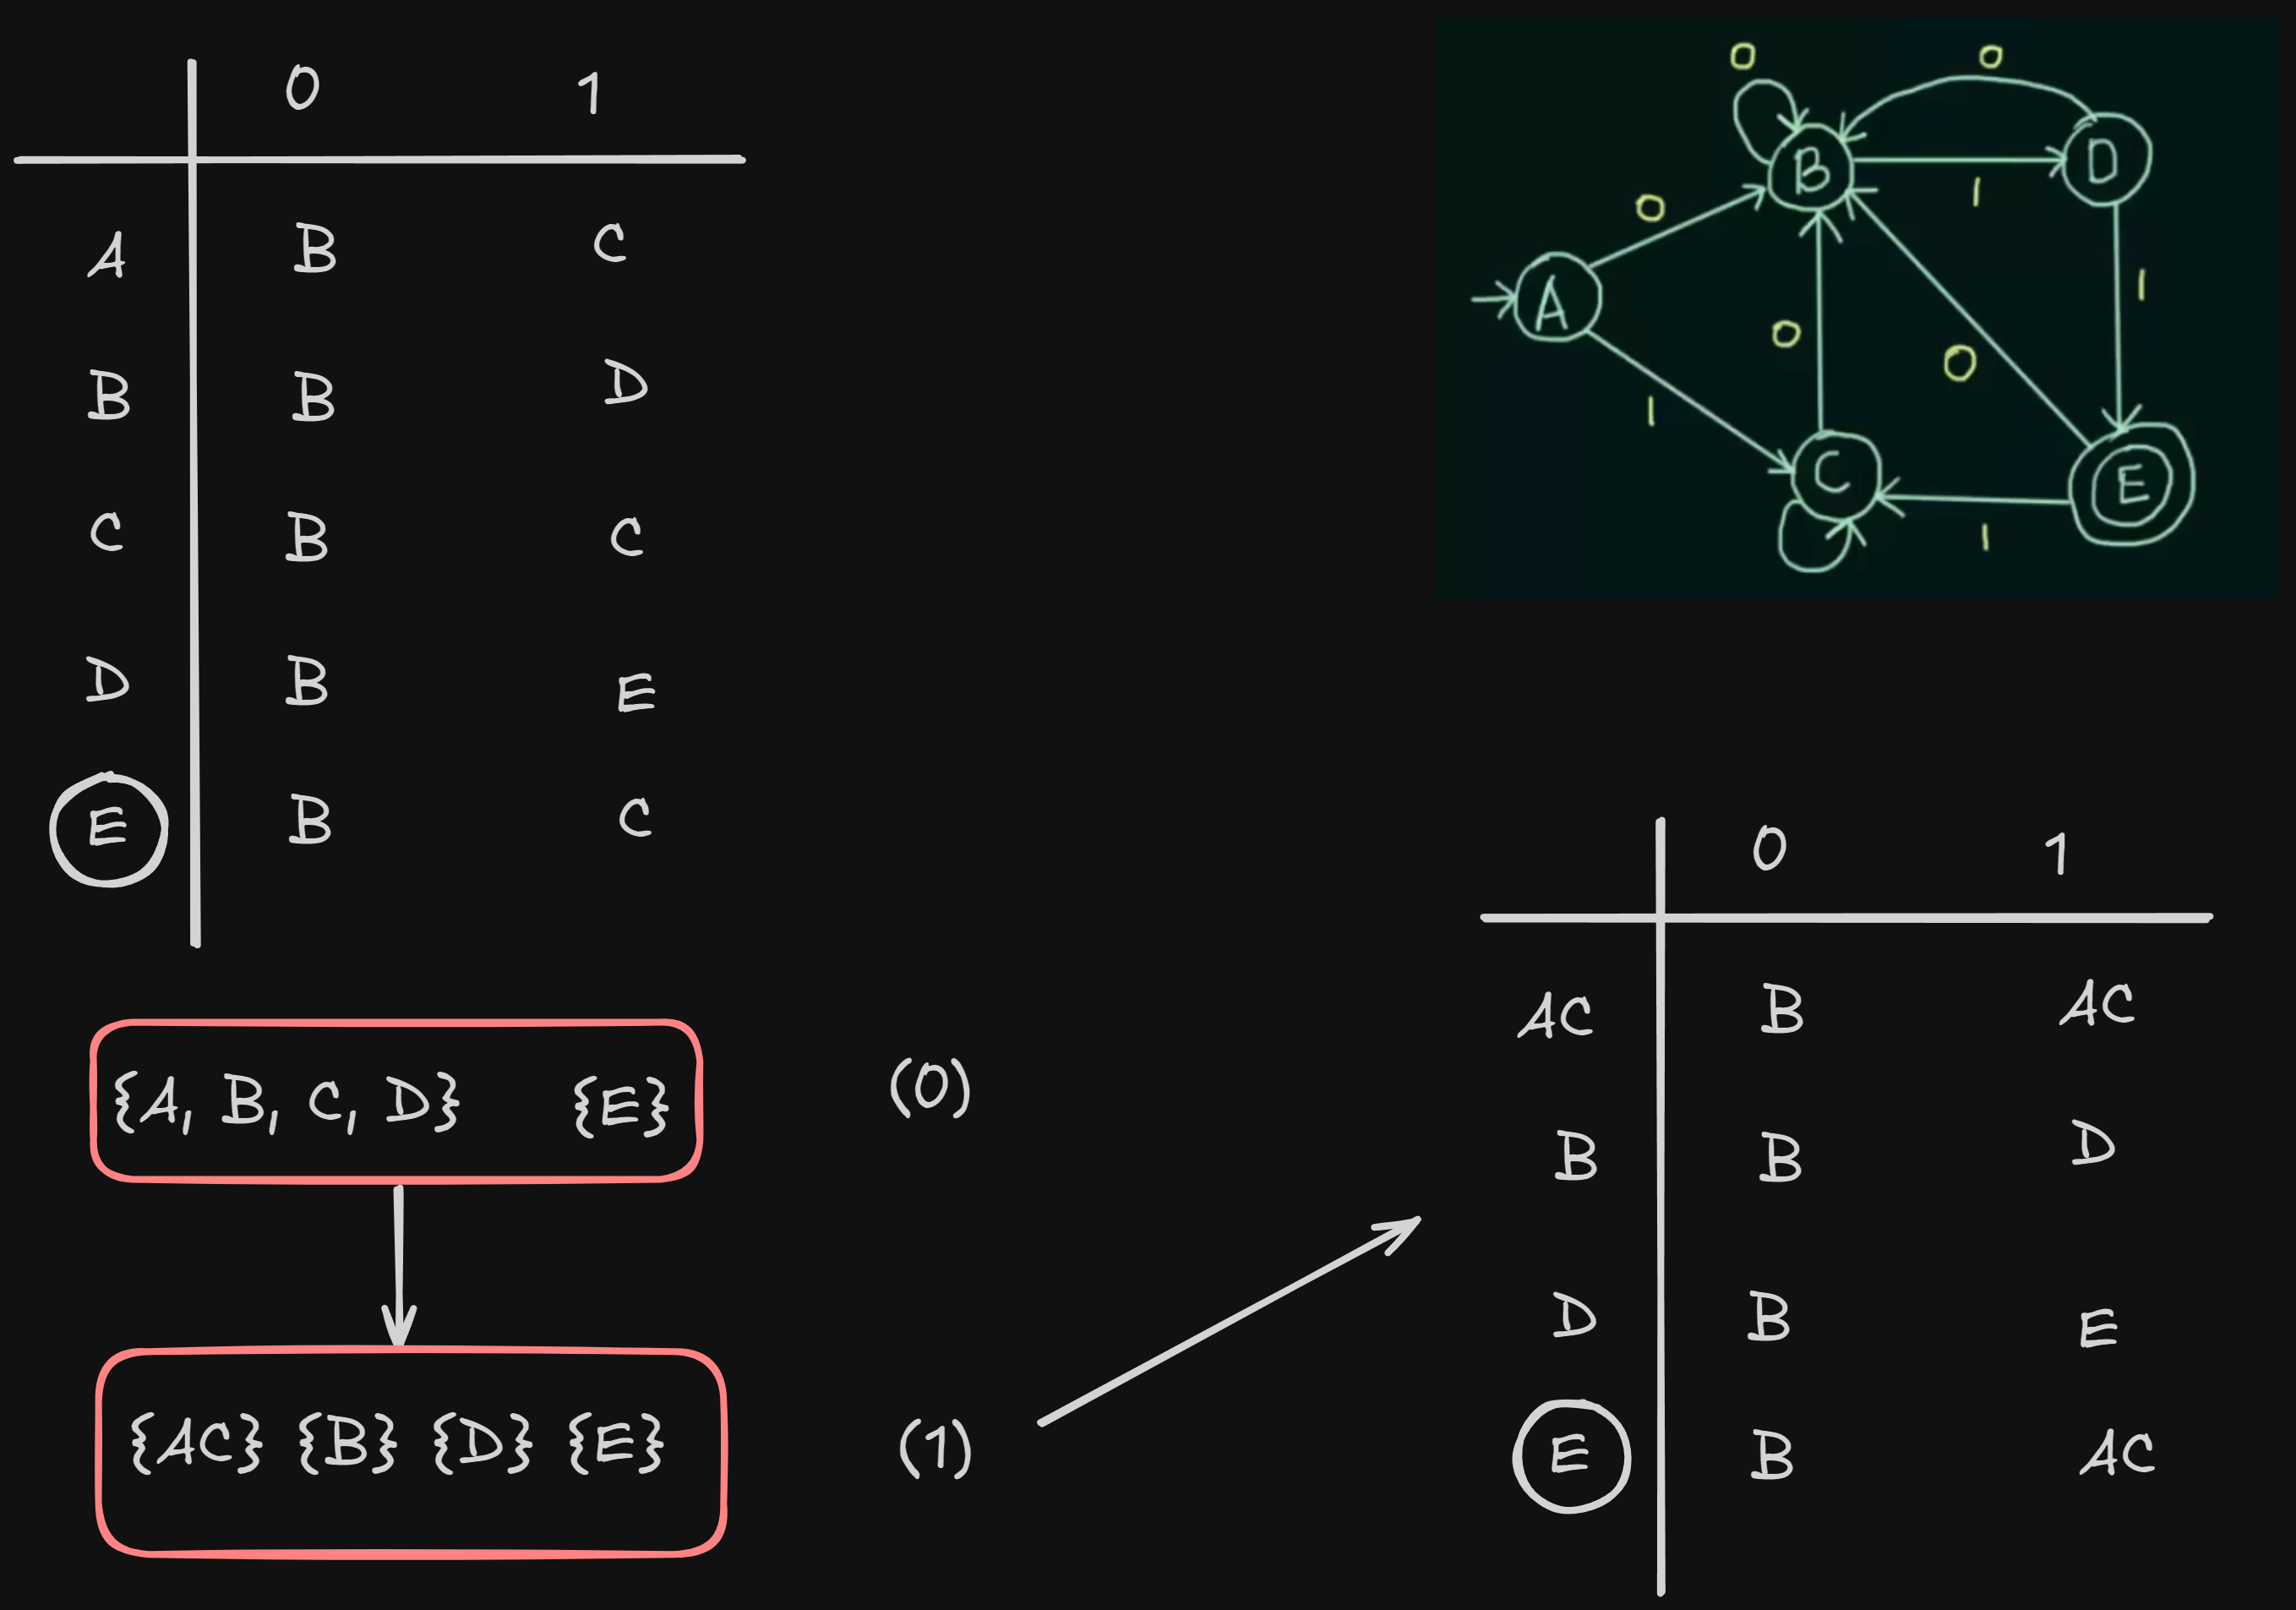 0 1
A B C
B B D
C B C
D B E
E B C
{A, B, C, D} {E} (0)
{AC} {B} {D} {E} (1)
0 0
B D
0 1
A 0 0 1
1 C E
1
0 1
AC B AC
B B D
D B E
E B AC